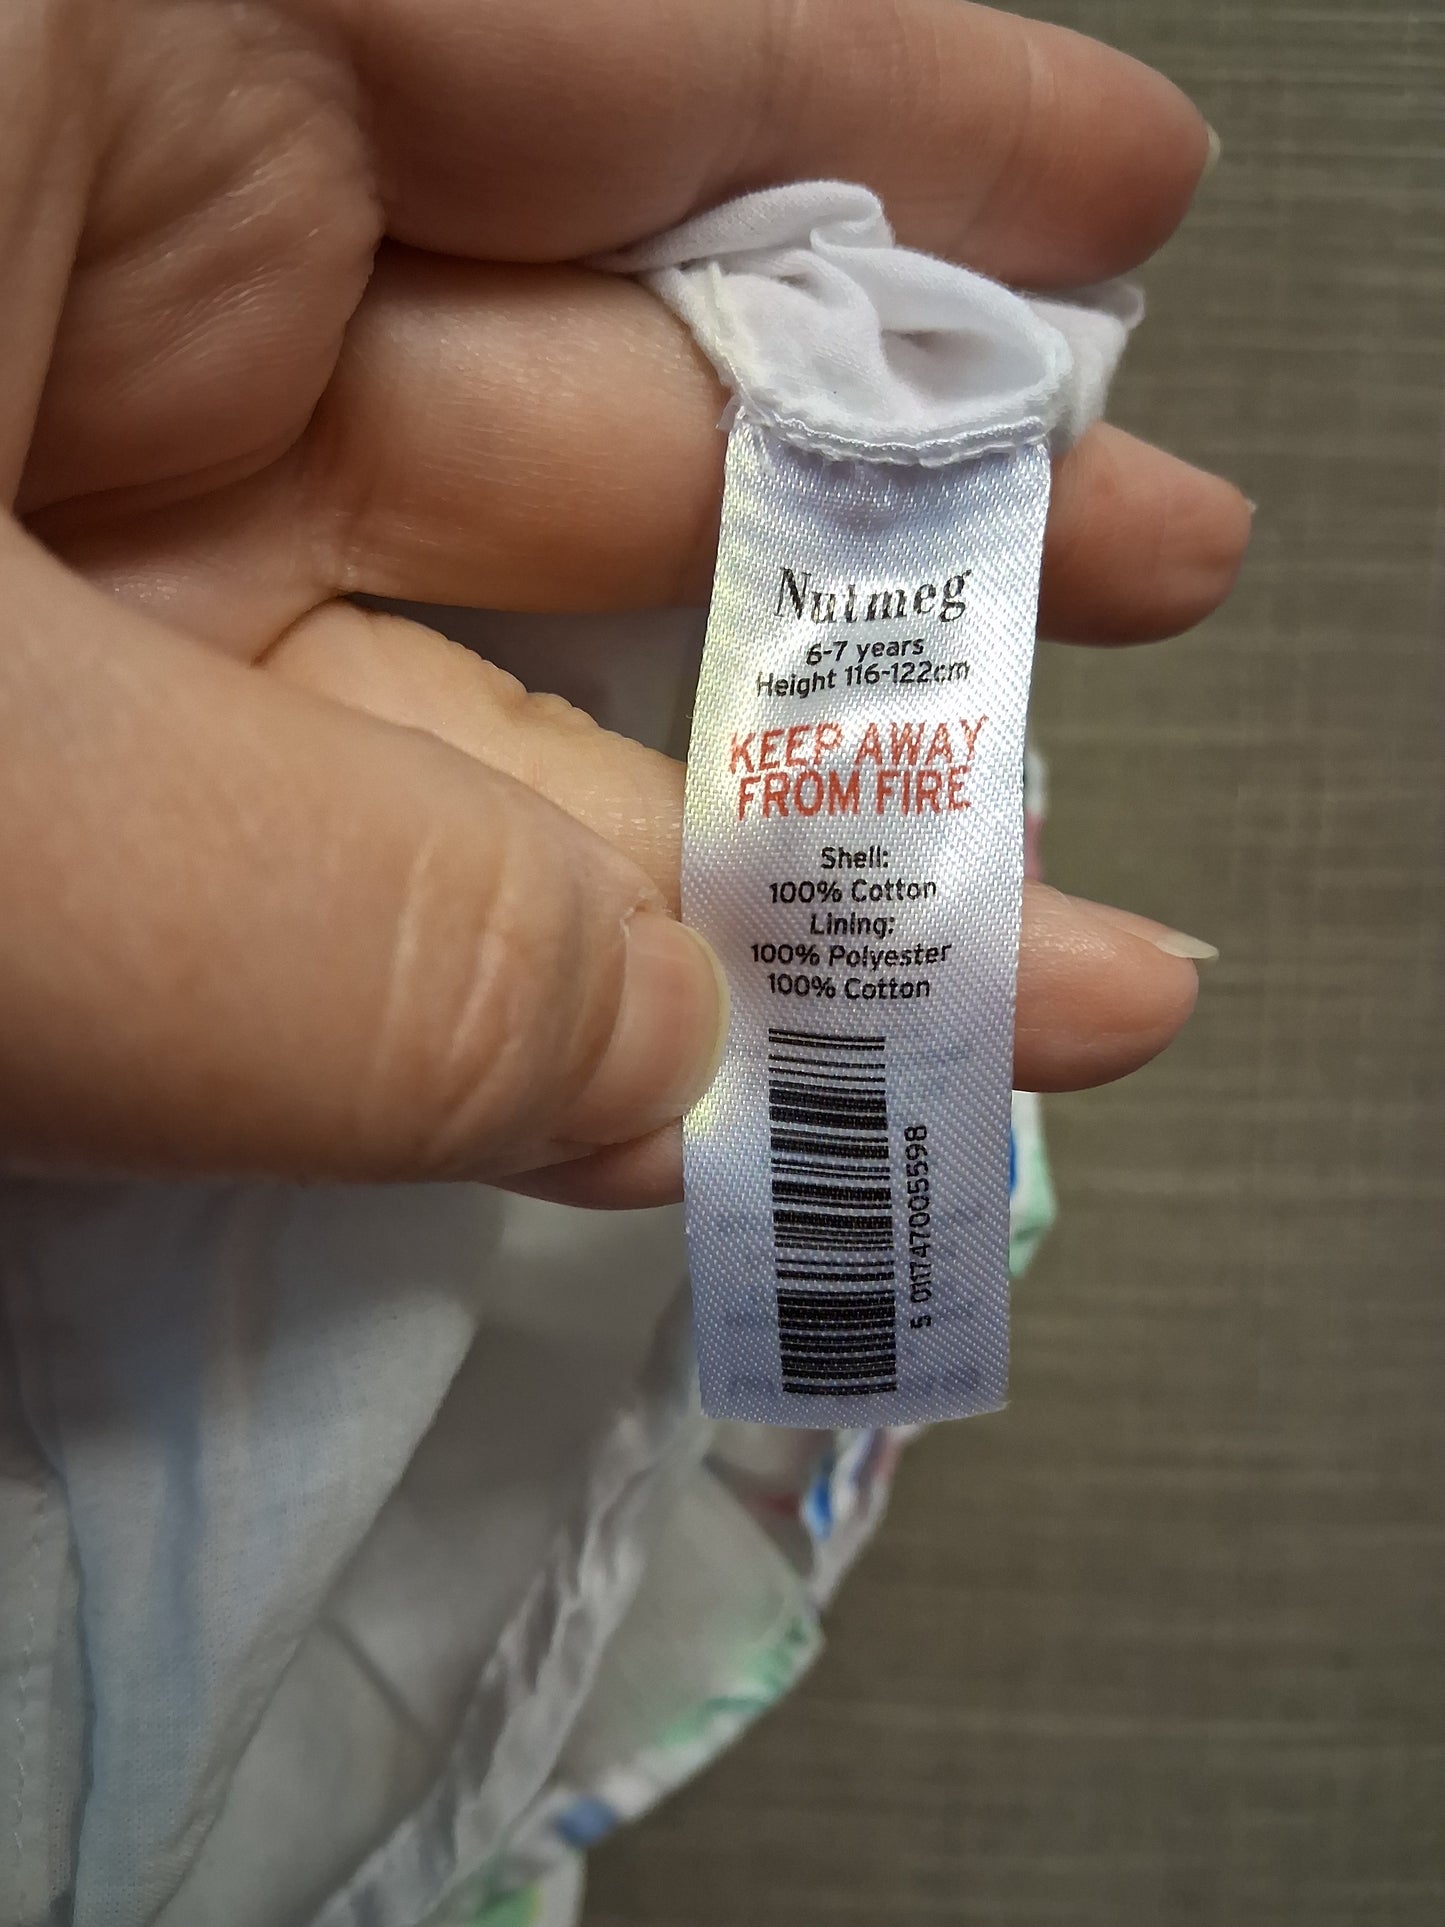 Nutmeg
6-7 years
Height 116-122cm
KEEP AWAY
FROM FIRE
Shell:
100% Cotton
Lining:
100% Polyester
100% Cotton
5 011747005598